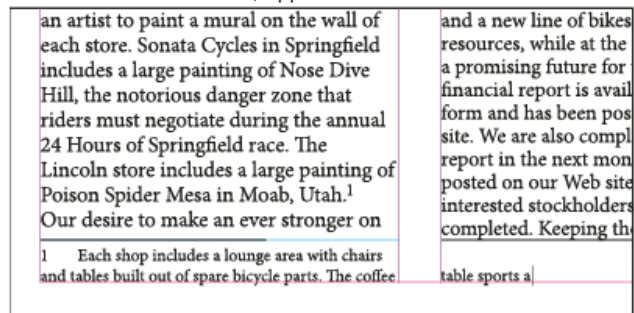 an artist to paint a mural on the wall of
each store. Sonata Cycles in Springfield
includes a large painting of Nose Dive
Hill, the notorious danger zone that
riders must negotiate during the annual
24 Hours of Springfield race. The
Lincoln store includes a large painting of
Poison Spider Mesa in Moab, Utah.1
Our desire to make an ever stronger on
1 Each shop includes a lounge area with chairs
and tables built out of spare bicycle parts. The coffee
and a new line of bikes
resources, while at the
a promising future for
financial report is avail
form and has been pos
site. We are also compl
report in the next mon
posted on our Web site
interested stockholders
completed. Keeping th
table sports a